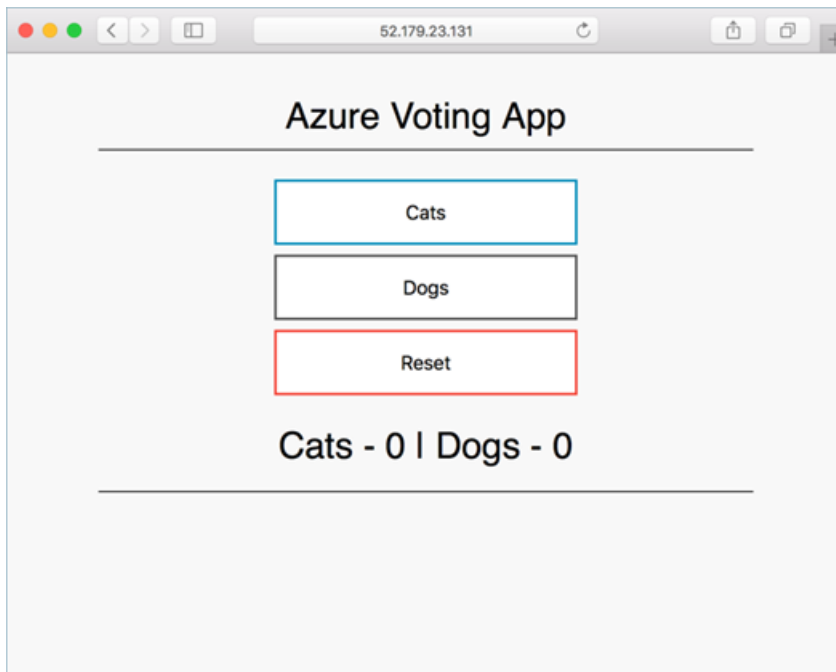 52.179.23.131
Azure Voting App
Cats
Dogs
Reset
Cats - 0 | Dogs - 0